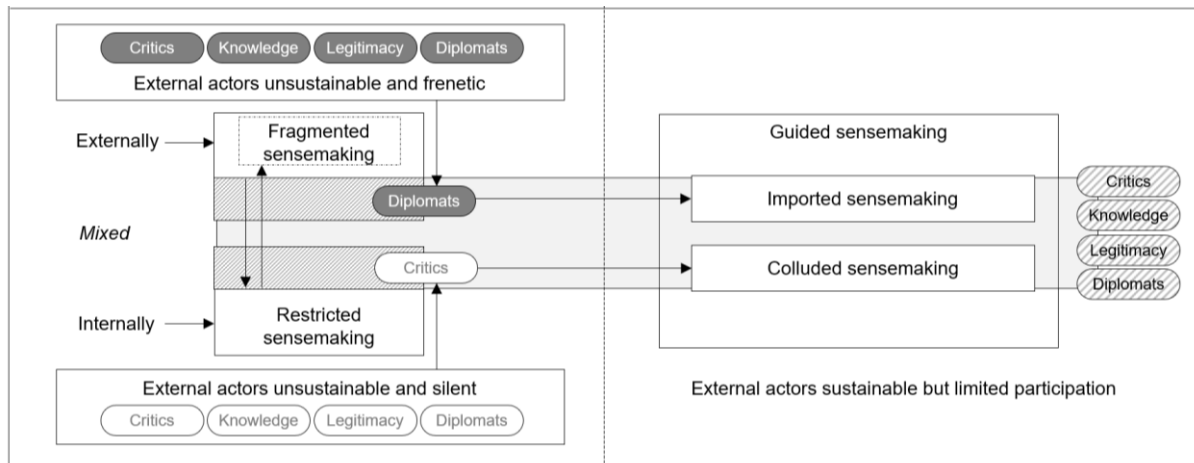 Critics Knowledge Legitimacy Diplomats
External actors unsustainable and frenetic
Externally
Fragmented
sensemaking
Guided sensemaking
Diplomats
Imported sensemaking
Mixed
Critics
Colluded sensemaking
Critics
Knowledge
Legitimacy
Diplomats
Internally
Restricted
sensemaking
External actors unsustainable and silent
Critics Knowledge Legitimacy Diplomats
External actors sustainable but limited participation